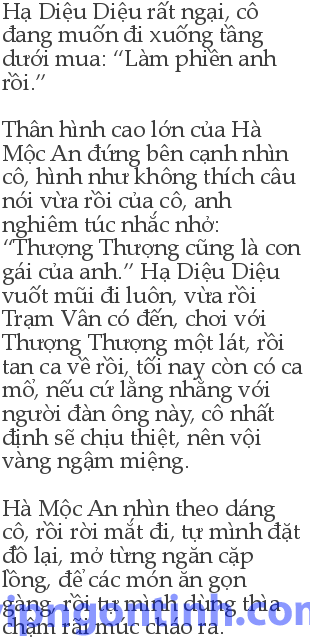 Hạ Diệu Diệu rất ngại, cô
đang muốn đi xuống tầng
dưới mua: “Làm phiền anh
rồi.”
Thân hình cao lớn của Hà
Mộc An đứng bên cạnh nhìn
cô, hình như không thích câu
nói vừa rồi của cô, anh
nghiêm túc nhắc nhở:
“Thượng Thượng cũng là con
gái của anh.” Hạ Diệu Diệu
vuốt mũi đi luôn, vừa rồi
Trạm Vân có đến, chơi với
Thượng Thượng một lát, rồi
tan ca về rồi, tối nay còn có ca
mổ, nếu cứ lằng nhằng với
người đàn ông này, cô nhất
định sẽ chịu thiệt, nên vội
vàng ngậm miệng.
Hà Mộc An nhìn theo dáng
cô, rồi rời mắt đi, tự mình đặt
đồ lại, mở từng ngăn cặp
lồng, để các món ăn gọn
gàng, rồi tự mình dùng thìa
chậm rãi múc cháo ra.
vipngontinh.com